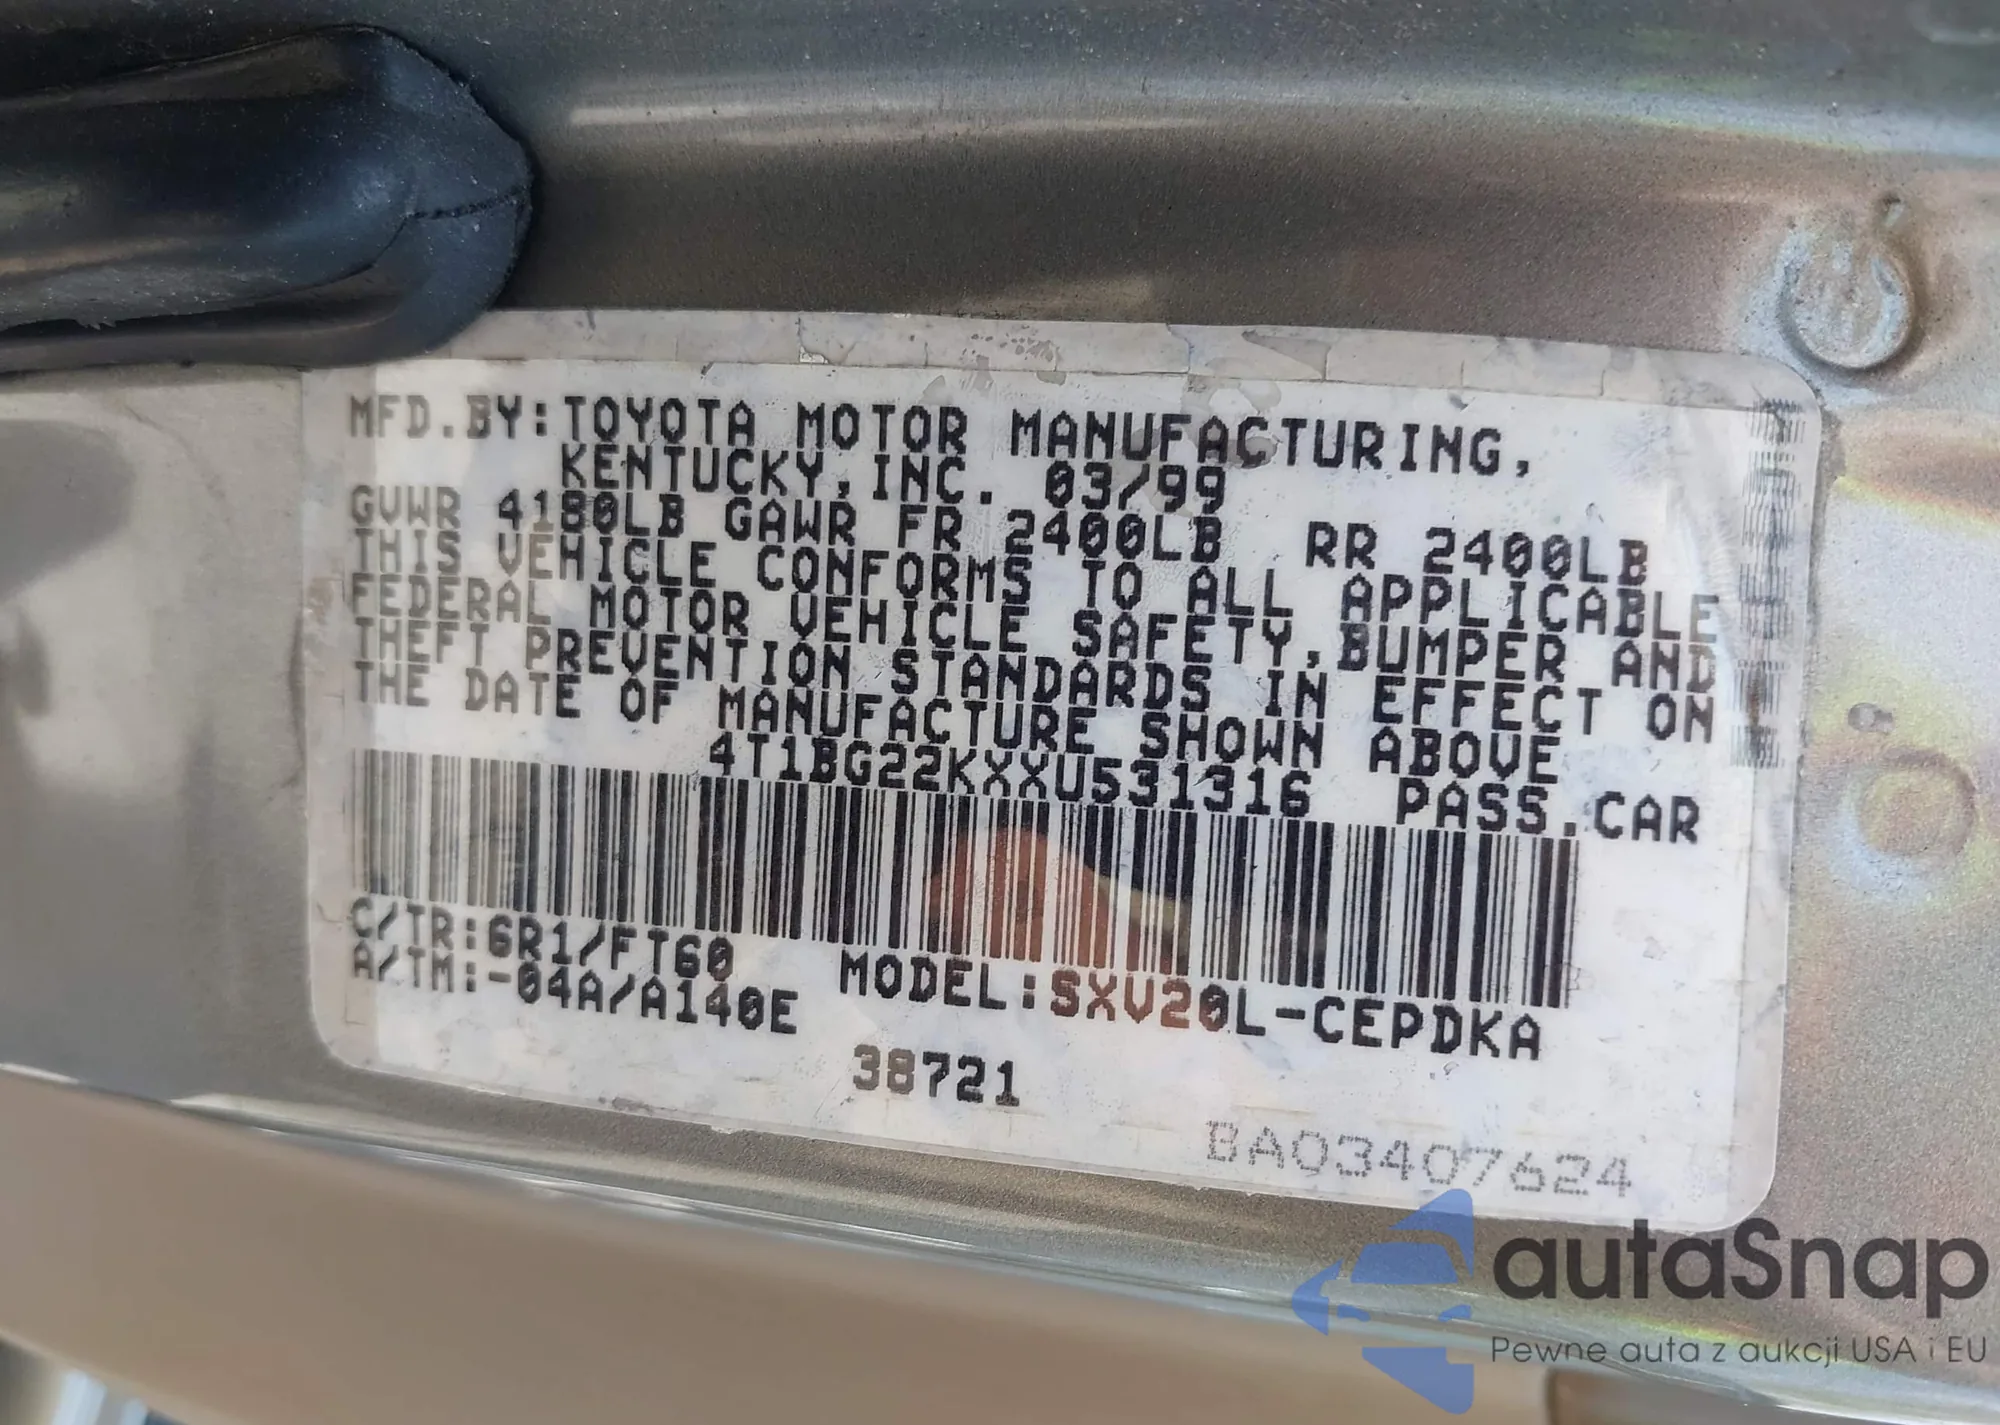 MFD.BY:TOYOTA MOTOR MANUFACTURING,
KENTUCKY,INC. 03/99
GVWR 4180LB GAWR FR 2400LB RR 2400LB
THIS VEHICLE CONFORMS TO ALL APPLICABLE
FEDERAL MOTOR VEHICLE SAFETY,BUMPER AND
THEFT PREVENTION STANDARDS IN EFFECT ON
THE DATE OF MANUFACTURE SHOWN ABOVE
4T1BG22KXXU531316 PASS.CAR
C/TR:6R1/FT60
A/TM:-04A/A140E MODEL:SXV20L-CEPDKA
38721
BA03407624
autaSnap
Pewne auta z aukcji USA i EU